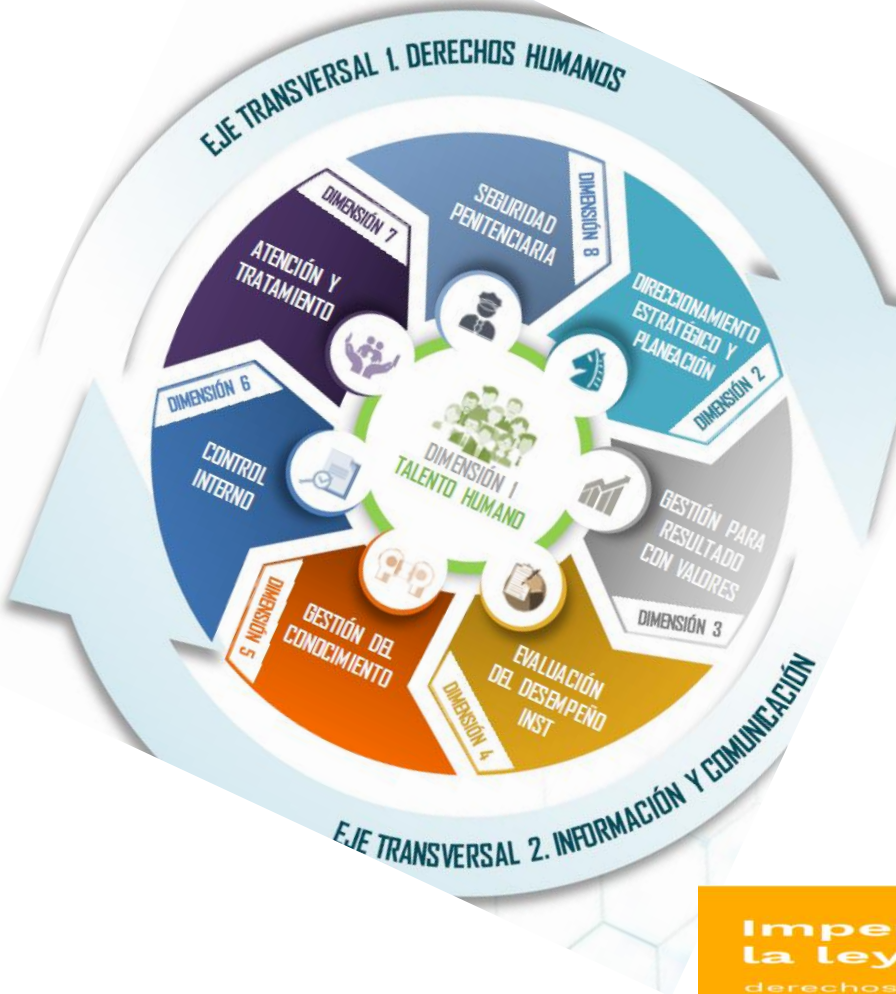 EJE TRANSVERSAL 1. DERECHOS HUMANOS
DIMENSIÓN 1
TALENTO HUMANO
DIRECCIONAMIENTO
ESTRATÉGICO Y
PLANEACIÓN
DIMENSIÓN 2
GESTIÓN PARA
RESULTADO
CON VALORES
DIMENSIÓN 3
EVALUACIÓN
DEL DESEMPEÑO
INST
DIMENSIÓN 4
GESTIÓN DEL
CONOCIMIENTO
DIMENSIÓN 5
CONTROL
INTERNO
DIMENSIÓN 6
ATENCIÓN Y
TRATAMIENTO
DIMENSIÓN 7
SEGURIDAD
PENITENCIARIA
DIMENSIÓN 8
EJE TRANSVERSAL 2. INFORMACIÓN Y COMUNICACIÓN
la ley
derechos